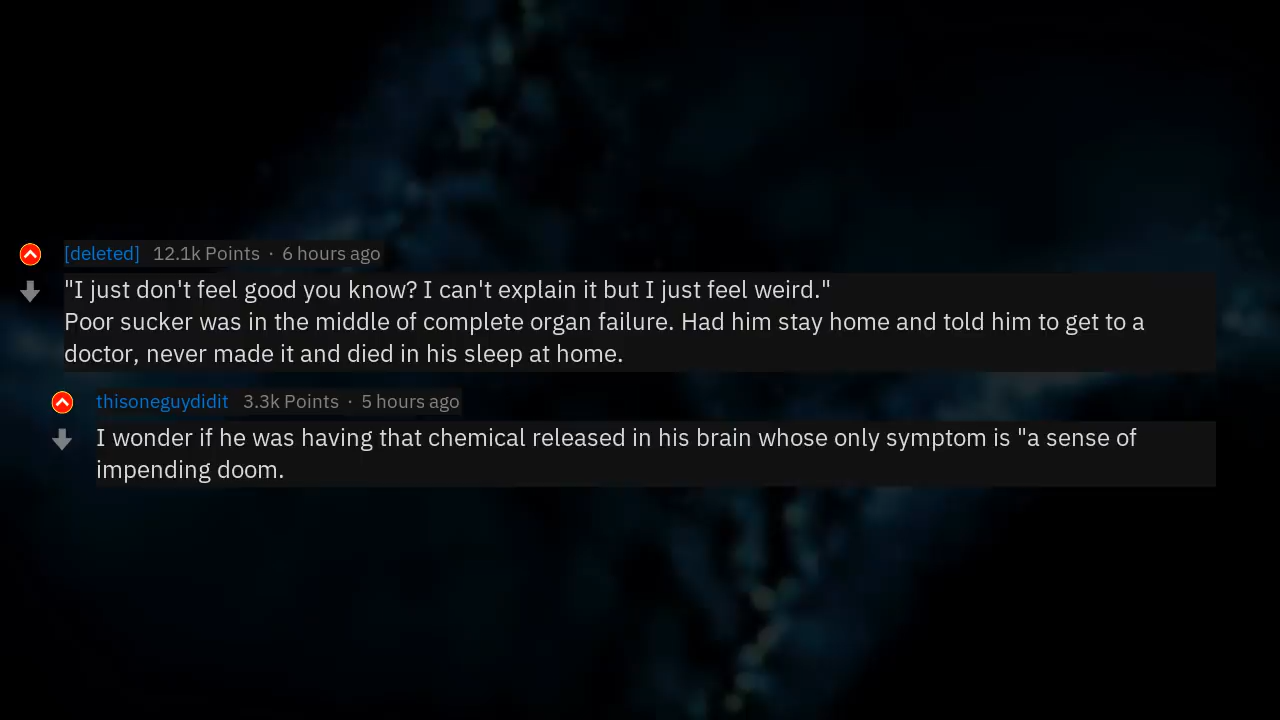 [deleted] 12.1k Points · 6 hours ago
"I just don't feel good you know? I can't explain it but I just feel weird."
Poor sucker was in the middle of complete organ failure. Had him stay home and told him to get to a
doctor, never made it and died in his sleep at home.
thisoneguydidit 3.3k Points · 5 hours ago
I wonder if he was having that chemical released in his brain whose only symptom is "a sense of
impending doom.